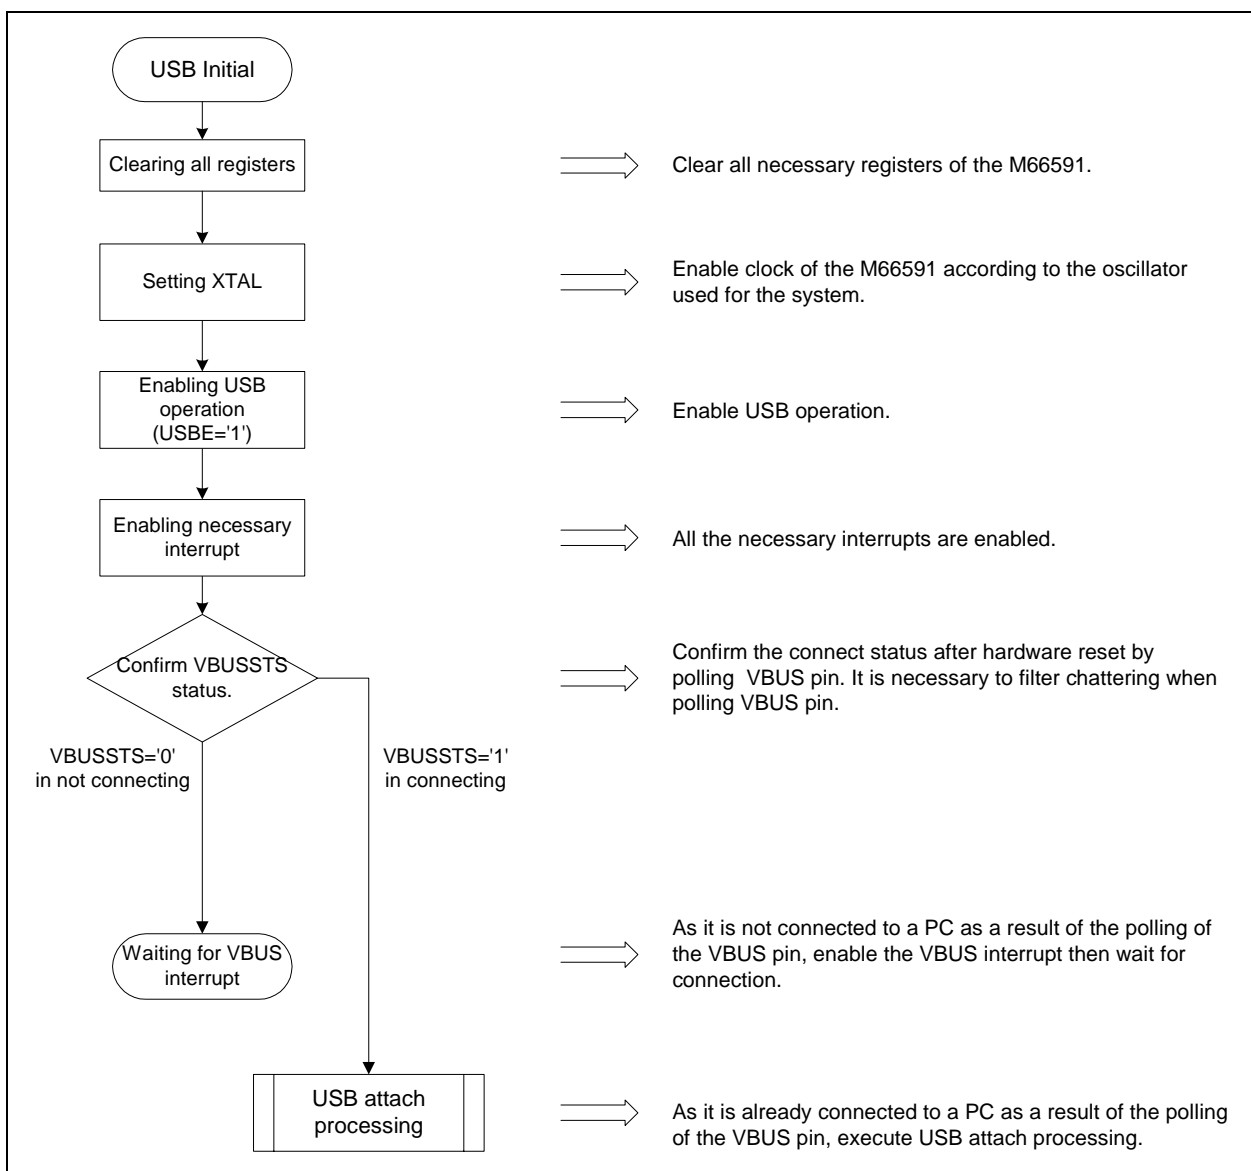 USB Initial
Clearing all registers
Clear all necessary registers of the M66591.
Setting XTAL
Enable clock of the M66591 according to the oscillator
used for the system.
Enabling USB
operation
(USBE='1')
Enable USB operation.
Enabling necessary
interrupt
All the necessary interrupts are enabled.
Confirm VBUSSTS
status.
Confirm the connect status after hardware reset by
polling VBUS pin. It is necessary to filter chattering when
polling VBUS pin.
VBUSSTS='0'
in not connecting
VBUSSTS='1'
in connecting
Waiting for VBUS
interrupt
As it is not connected to a PC as a result of the polling of
the VBUS pin, enable the VBUS interrupt then wait for
connection.
USB attach
processing
As it is already connected to a PC as a result of the polling
of the VBUS pin, execute USB attach processing.